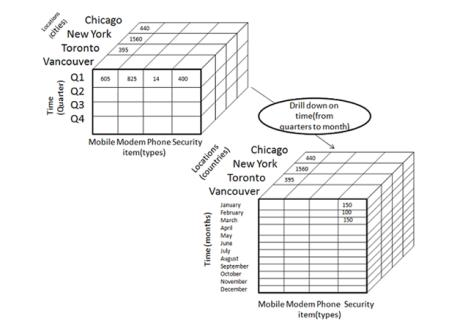 Locations
(cities)
Chicago
New York
Toronto
Vancouver
440
1560
395
Time
(Quarter)
Q1
Q2
Q3
Q4
605 825 14 400
Mobile Modem Phone Security
item(types)
Drill down on
time(from
quarters to month)
Locations
(countries)
Chicago
New York
Toronto
Vancouver
440
1560
395
Time (months)
January 150
February 100
March 150
April
May
June
July
August
September
October
November
December
Mobile Modem Phone Security
item(types)